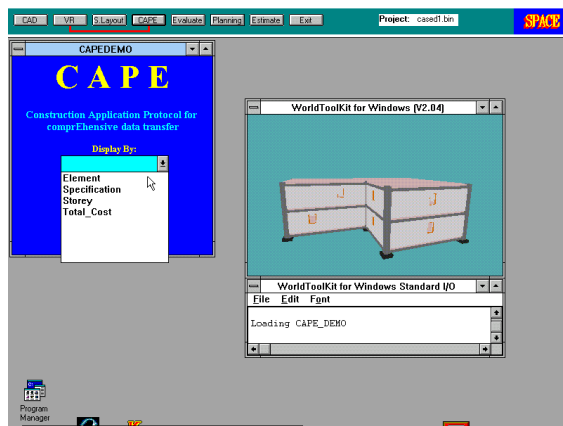 CAD VR S.Layout CAPE Evaluate Planning Estimate Exit Project: cased1.bin SPACE
CAPEDEMO
C A P E
Construction Application Protocol for
comprEhensive data transfer
Display By:
Element
Specification
Storey
Total_Cost
WorldToolKit for Windows (V2.04)
WorldToolKit for Windows Standard I/O
File Edit Font
Loading CAPE_DEMO
Program
Manager